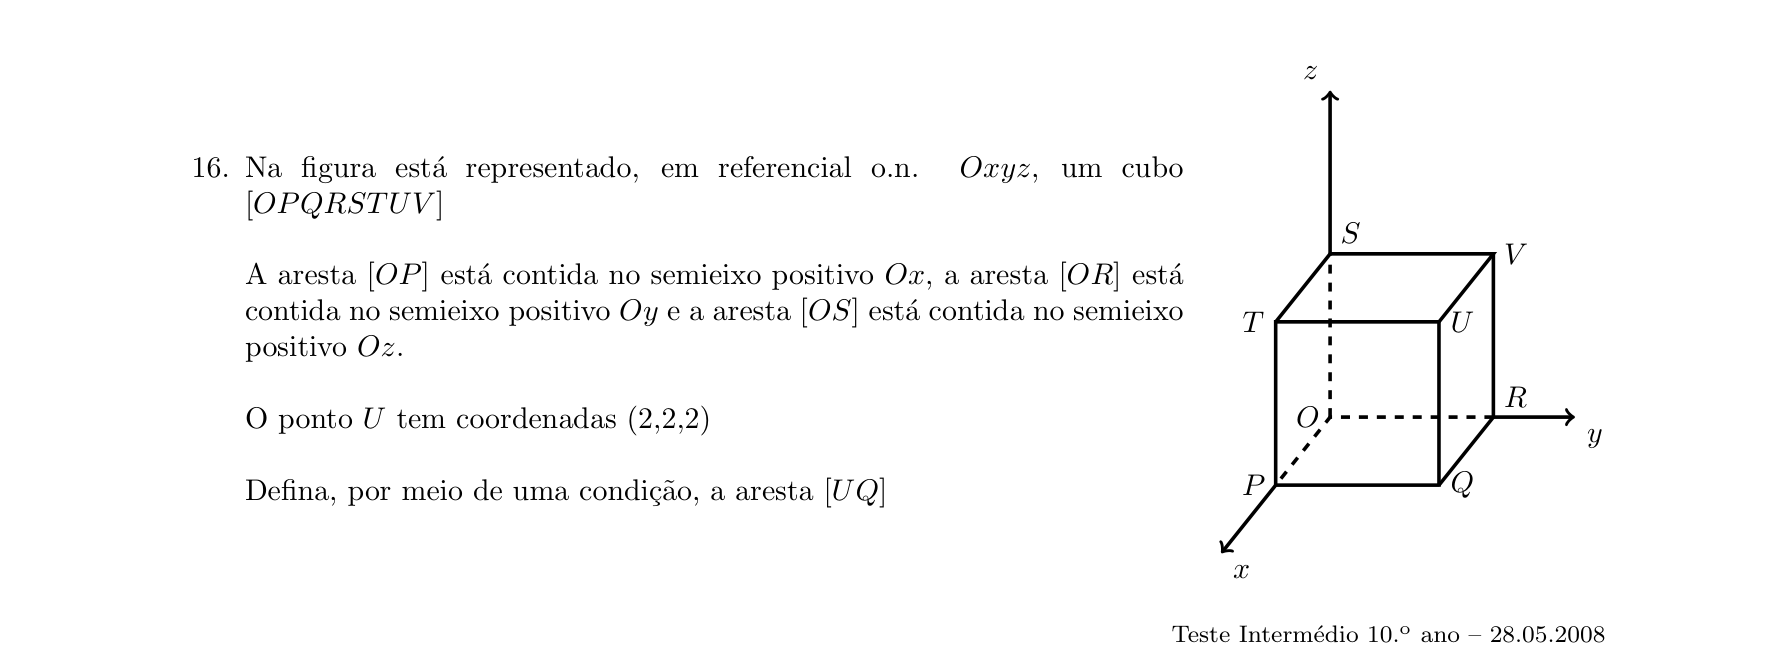 16. Na figura está representado, em referencial o.n. Oxyz, um cubo
[OPQRSTUV]
A aresta [OP] está contida no semieixo positivo Ox, a aresta [OR] está
contida no semieixo positivo Oy e a aresta [OS] está contida no semieixo
positivo Oz.
O ponto U tem coordenadas (2,2,2)
Defina, por meio de uma condição, a aresta [UQ]
z
S
V
T
U
R
O
y
P
Q
x
Teste Intermédio 10.º ano – 28.05.2008